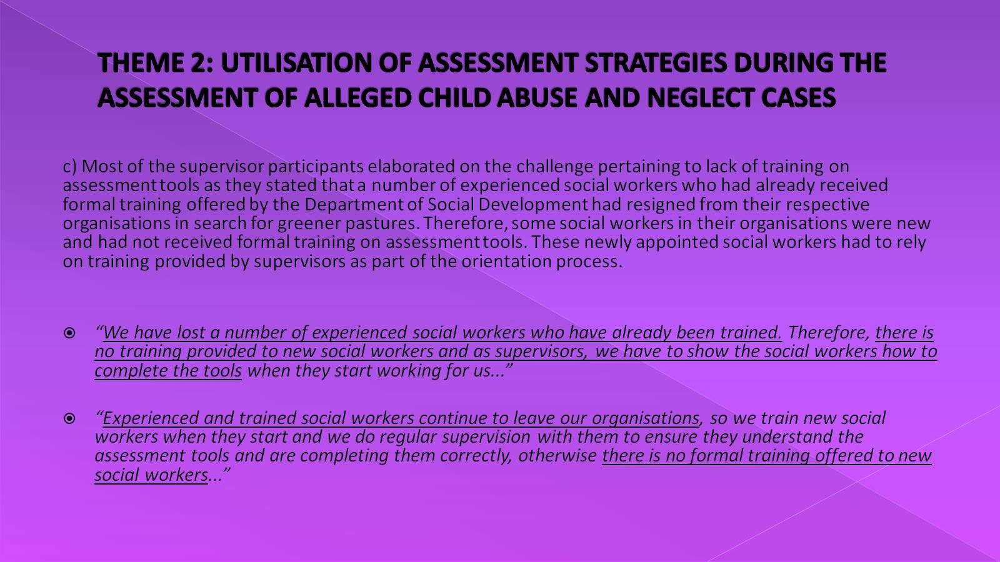 THEME 2: UTILISATION OF ASSESSMENT STRATEGIES DURING THE
ASSESSMENT OF ALLEGED CHILD ABUSE AND NEGLECT CASES
c) Most of the supervisor participants elaborated on the challenge pertaining to lack of training on
assessment tools as they stated that a number of experienced social workers who had already received
formal training offered by the Department of Social Development had resigned from their respective
organisations in search for greener pastures. Therefore, some social workers in their organisations were new
and had not received formal training on assessment tools. These newly appointed social workers had to rely
on training provided by supervisors as part of the orientation process.
“We have lost a number of experienced social workers who have already been trained. Therefore, there is
no training provided to new social workers and as supervisors, we have to show the social workers how to
complete the tools when they start working for us...”
“Experienced and trained social workers continue to leave our organisations, so we train new social
workers when they start and we do regular supervision with them to ensure they understand the
assessment tools and are completing them correctly, otherwise there is no formal training offered to new
social workers...”